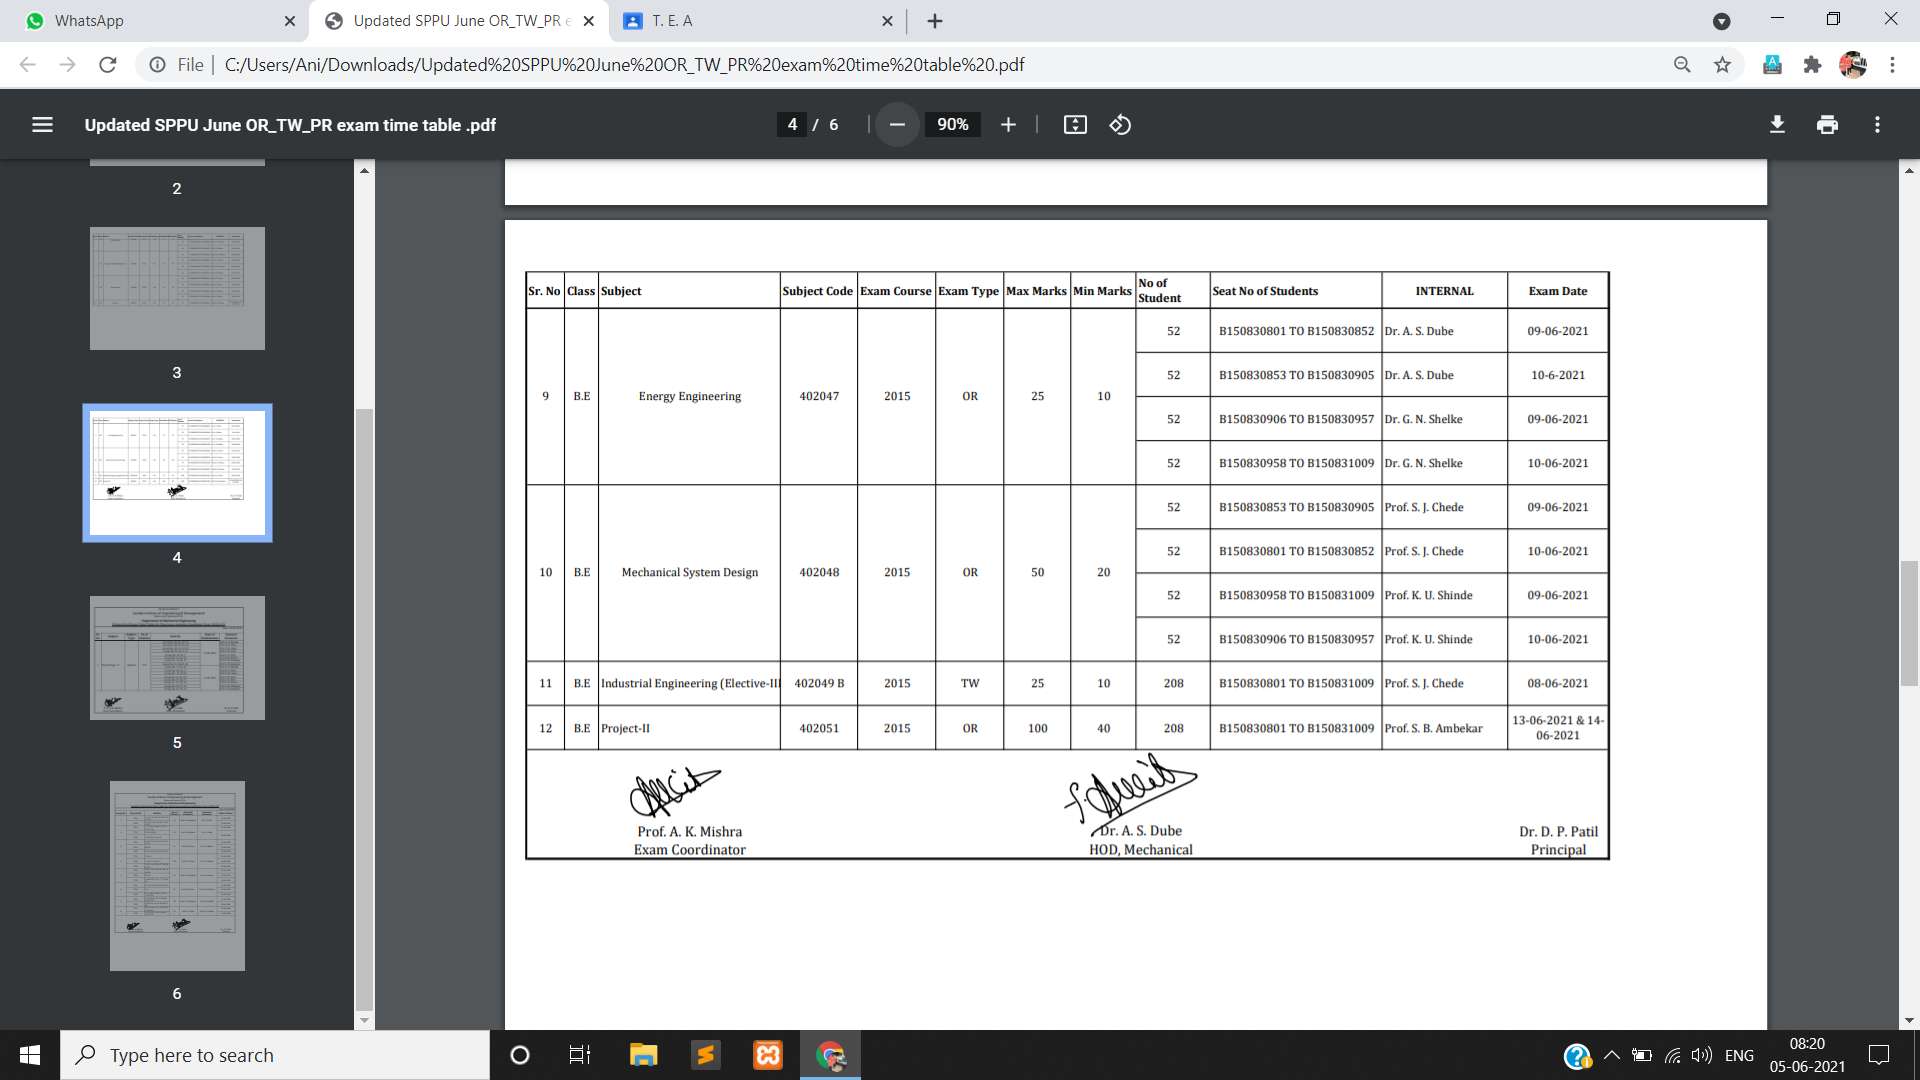 WhatsApp
Updated SPPU June OR_TW_PR e
T. E. A
File
C:/Users/Ani/Downloads/Updated%20SPPU%20June%20OR_TW_PR%20exam%20time%20table%20.pdf
Updated SPPU June OR_TW_PR exam time table .pdf
4 / 6
90%
2
3
4
5
6
Sr. No Class Subject Subject Code Exam Course Exam Type Max Marks Min Marks No of Student Seat No of Students INTERNAL Exam Date
9 B.E Energy Engineering 402047 2015 OR 25 10
52 B150830801 TO B150830852 Dr. A. S. Dube 09-06-2021
52 B150830853 TO B150830905 Dr. A. S. Dube 10-6-2021
52 B150830906 TO B150830957 Dr. G. N. Shelke 09-06-2021
52 B150830958 TO B150831009 Dr. G. N. Shelke 10-06-2021
10 B.E Mechanical System Design 402048 2015 OR 50 20
52 B150830853 TO B150830905 Prof. S. J. Chede 09-06-2021
52 B150830801 TO B150830852 Prof. S. J. Chede 10-06-2021
52 B150830958 TO B150831009 Prof. K. U. Shinde 09-06-2021
52 B150830906 TO B150830957 Prof. K. U. Shinde 10-06-2021
11 B.E Industrial Engineering (Elective-III 402049 B 2015 TW 25 10 208 B150830801 TO B150831009 Prof. S. J. Chede 08-06-2021
12 B.E Project-II 402051 2015 OR 100 40 208 B150830801 TO B150831009 Prof. S. B. Ambekar 13-06-2021 & 14-
06-2021
Prof. A. K. Mishra
Exam Coordinator
Dr. A. S. Dube
HOD, Mechanical
Dr. D. P. Patil
Principal
Type here to search
ENG
08:20
05-06-2021